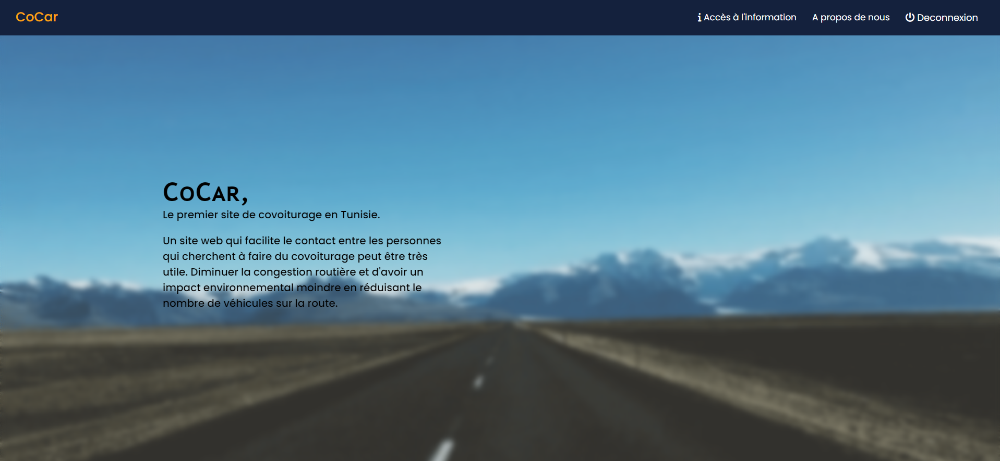 CoCar
Accès à l'information
A propos de nous
Deconnexion
CoCar,
Le premier site de covoiturage en Tunisie.
Un site web qui facilite le contact entre les personnes
qui cherchent à faire du covoiturage peut être très
utile. Diminuer la congestion routière et d'avoir un
impact environnemental moindre en réduisant le
nombre de véhicules sur la route.